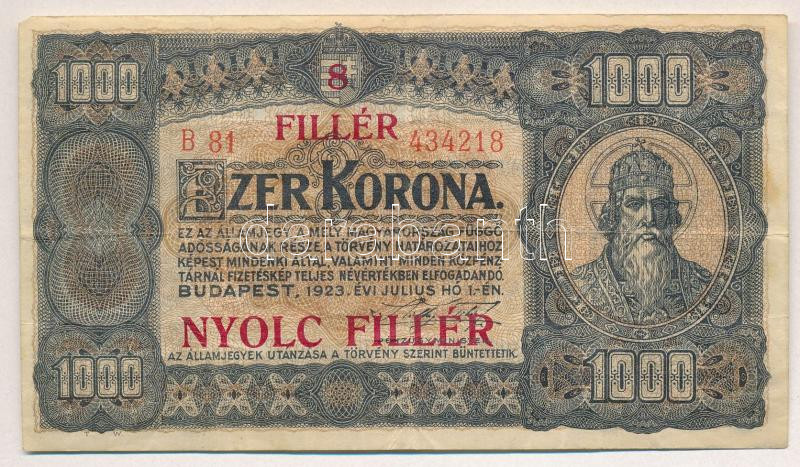 1000 1000
8
FILLÉR
B 81 434218
EZER KORONA.
EZ AZ ÁLLAMJEGY A MELY MAGYARORSZÁG FÜGGŐ
ADÓSSÁGÁNAK RÉSZE, A TÖRVÉNY HATÁROZATAIHOZ
KÉPEST MINDENKI ÁLTAL, VALAMINT MINDEN KÖZPÉNZ-
TÁRNÁL FIZETÉSKÉP TELJES NÉVÉRTÉKBEN ELFOGADANDÓ.
BUDAPEST, 1923. ÉVI JULIUS HÓ 1.-ÉN.
NYOLC FILLÉR
AZ ÁLLAMJEGYEK UTÁNZÁSA A TÖRVÉNY SZERINT BÜNTETTETIK.
1000 1000